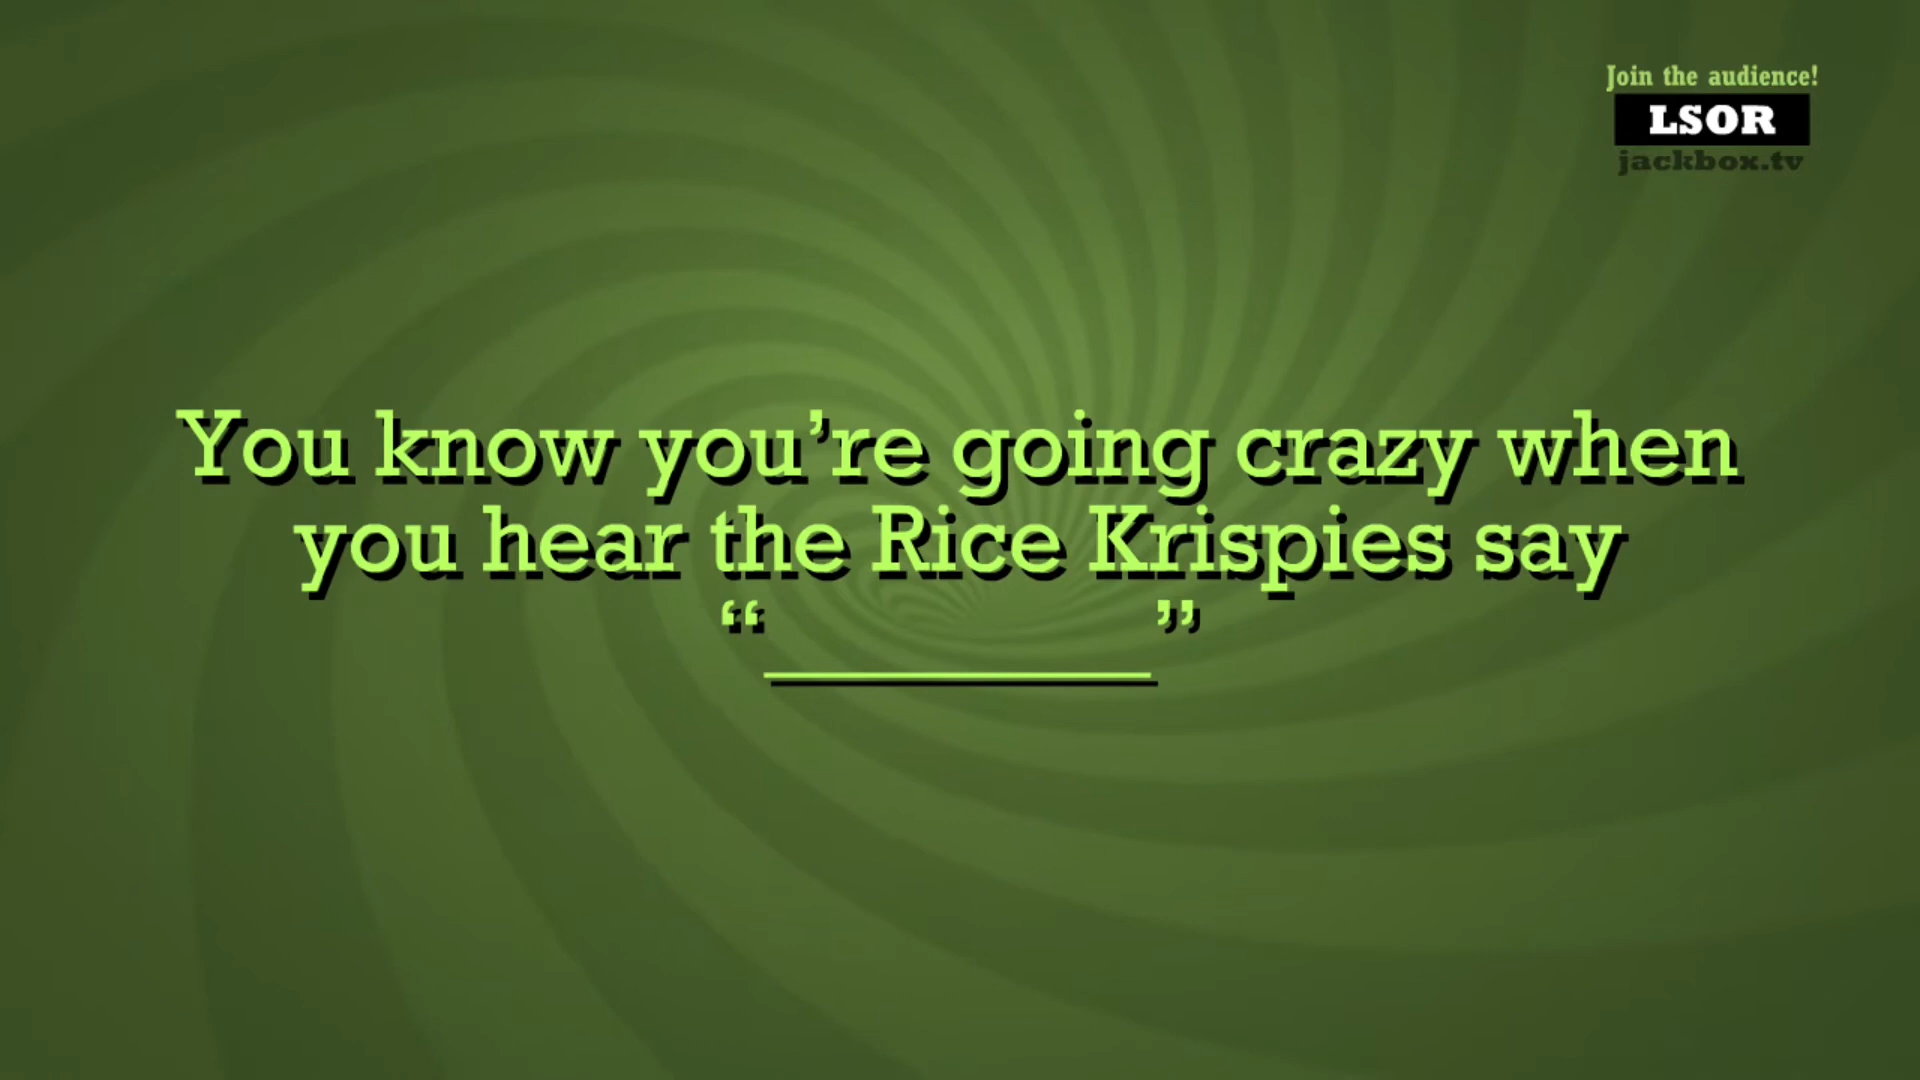 Join the audience!
LSOR
jackbox.tv
You know you’re going crazy when
you hear the Rice Krispies say
“__________”